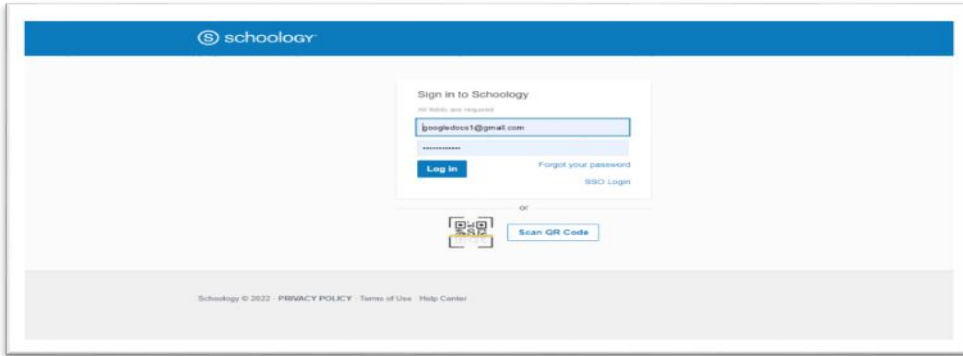 schoology
Sign in to Schoology
All fields are required
googledocs1@gmail.com
••••••••••••
Log in
Forgot your password
SSO Login
or
Scan QR Code
Schoology © 2022 · PRIVACY POLICY · Terms of Use · Help Center